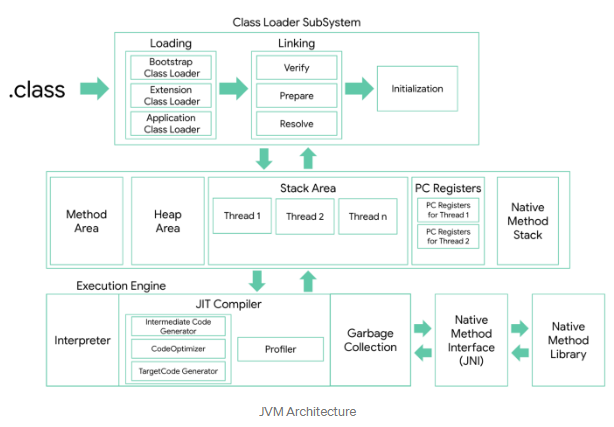 Class Loader SubSystem
.class
Loading
Bootstrap
Class Loader
Extension
Class Loader
Application
Class Loader
Linking
Verify
Prepare
Resolve
Initialization
Method
Area
Heap
Area
Stack Area
Thread 1
Thread 2
Thread n
PC Registers
PC Registers
for Thread 1
PC Registers
for Thread 2
Native
Method
Stack
Execution Engine
Interpreter
JIT Compiler
Intermediate Code
Generator
CodeOptimizer
TargetCode Generator
Profiler
Garbage
Collection
Native
Method
Interface
(JNI)
Native
Method
Library
JVM Architecture